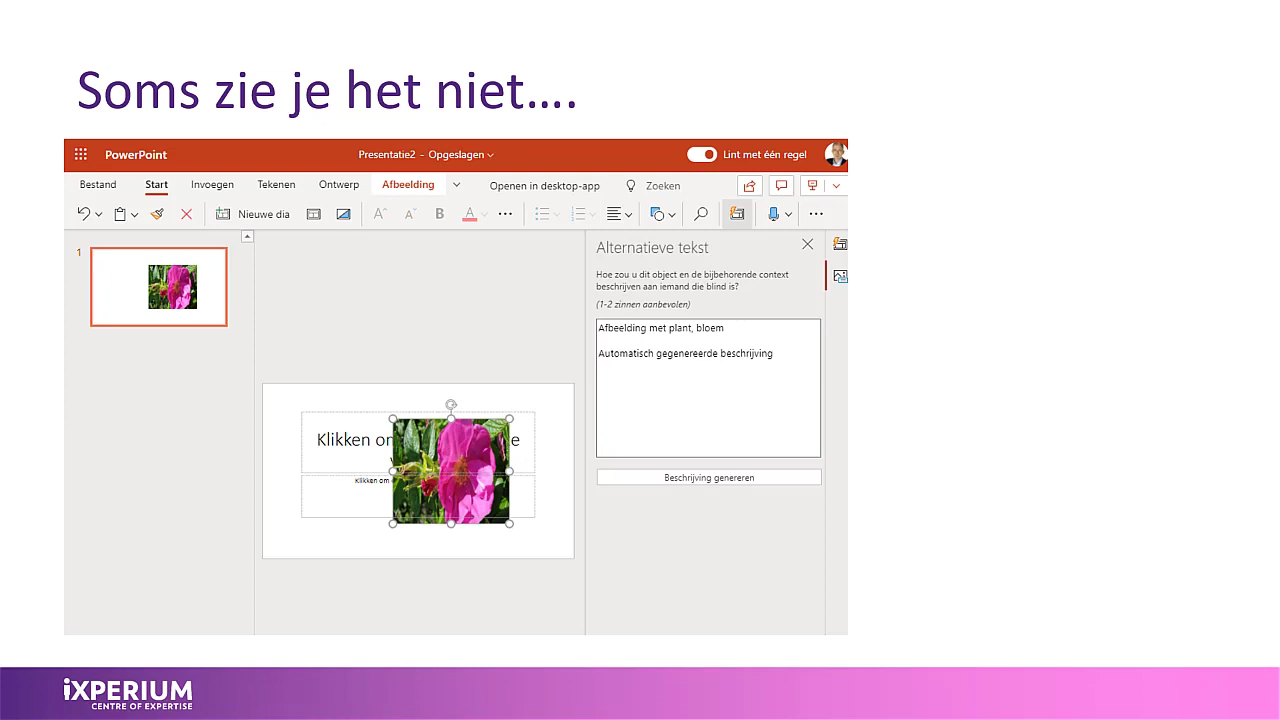 Soms zie je het niet….
PowerPoint
Presentatie2 - Opgeslagen
Lint met één regel
Bestand
Start
Invoegen
Tekenen
Ontwerp
Afbeelding
Openen in desktop-app
Zoeken
Nieuwe dia
1
Klikken om
e
Klikken om
Alternatieve tekst
Hoe zou u dit object en de bijbehorende context
beschrijven aan iemand die blind is?
(1-2 zinnen aanbevolen)
Afbeelding met plant, bloem
Automatisch gegenereerde beschrijving
Beschrijving genereren
iXPERIUM
CENTRE OF EXPERTISE